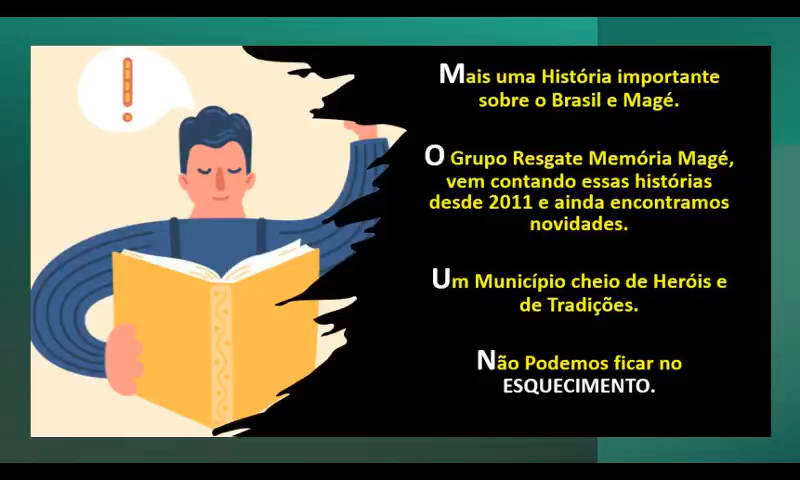 !
Mais uma História importante
sobre o Brasil e Magé.
O Grupo Resgate Memória Magé,
vem contando essas histórias
desde 2011 e ainda encontramos
novidades.
Um Município cheio de Heróis e
de Tradições.
Não Podemos ficar no
ESQUECIMENTO.